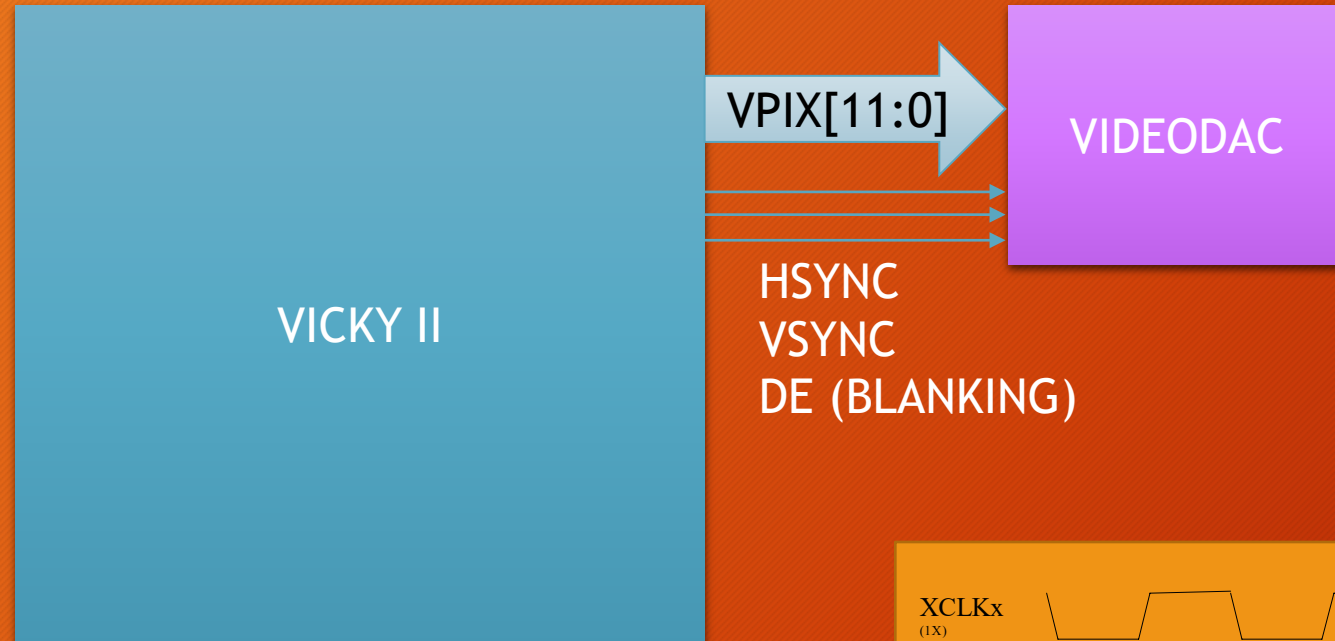 VPIX[11:0]
VIDEODAC
HSYNC
VSYNC
DE (BLANKING)
VICKY II
XCLKx
(1X)